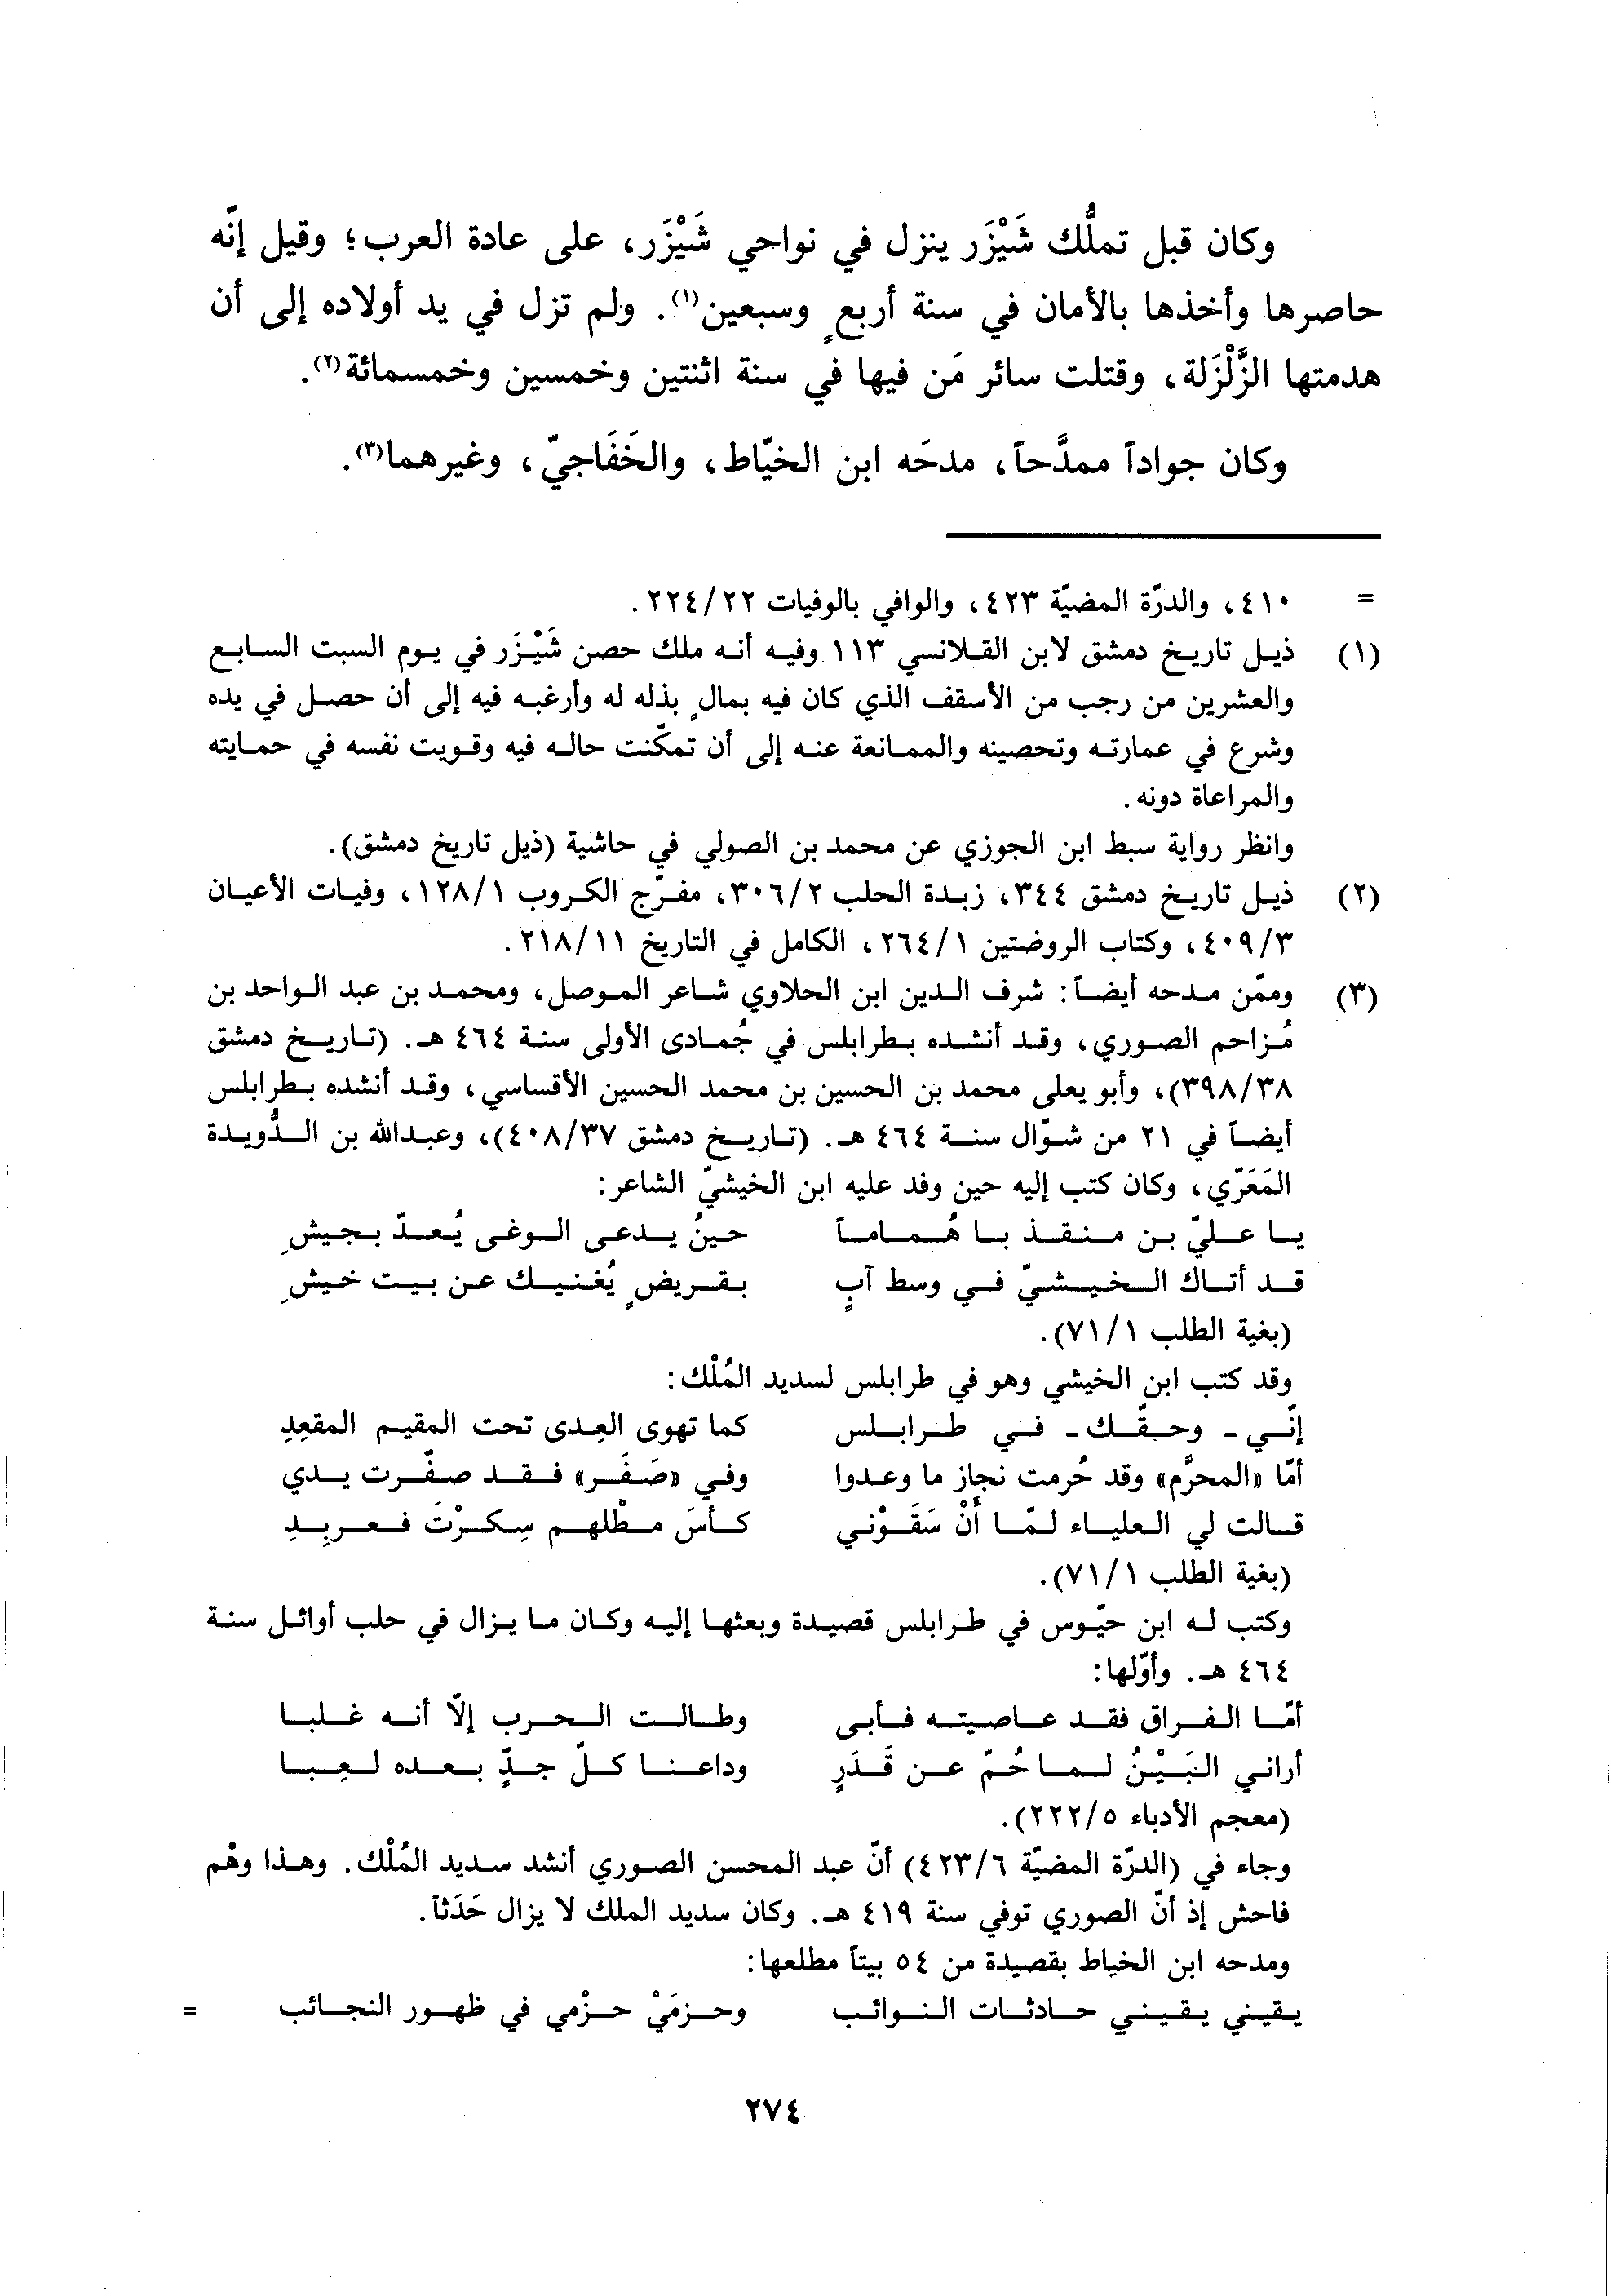 وكان قبل تملُّك شَيْزَر ينزل في نواحي شَيْزَر، على عادة العرب؛ وقيل إنّه
حاصرها وأخذها بالأمان في سنة أربعٍ وسبعين(١). ولم تزل في يد أولاده إلى أن
هدمتها الزَّلْزَلة، وقتلت سائر مَن فيها في سنة اثنتين وخمسين وخمسمائة(٢).
وكان جواداً ممدَّحاً، مدحَه ابن الخيّاط، والخَفَاجيّ، وغيرهما(٣).
= ٤١٠، والدرّة المضيّة ٤٢٣، والوافي بالوفيات ٢٢٤/٢٢.
(١) ذيل تاريخ دمشق لابن القلانسي ١١٣ وفيه أنه ملك حصن شَيْزَر في يوم السبت السابع
والعشرين من رجب من الأسقف الذي كان فيه بمالٍ بذله له وأرغبه فيه إلى أن حصل في يده
وشرع في عمارته وتحصينه والممانعة عنه إلى أن تمكّنت حاله فيه وقويت نفسه في حمايته
والمراعاة دونه.
وانظر رواية سبط ابن الجوزي عن محمد بن الصولي في حاشية (ذيل تاريخ دمشق).
(٢) ذيل تاريخ دمشق ٣٤٤، زبدة الحلب ٣٠٦/٢، مفرّج الكروب ١٢٨/١، وفيات الأعيان
٤٠٩/٣، وكتاب الروضتين ٢٦٤/١، الكامل في التاريخ ٢١٨/١١.
(٣) وممّن مدحه أيضاً: شرف الدين ابن الحلاوي شاعر الموصل، ومحمد بن عبد الواحد بن
مُزاحم الصوري، وقد أنشده بطرابلس في جُمادى الأولى سنة ٤٦٤ هـ. (تاريخ دمشق
٣٩٨/٣٨)، وأبو يعلى محمد بن الحسين بن محمد الحسين الأقساسي، وقد أنشده بطرابلس
أيضاً في ٢١ من شوّال سنة ٤٦٤ هـ. (تاريخ دمشق ٤٠٨/٣٧)، وعبدالله بن الدُّويدة
المَعَرّي، وكان كتب إليه حين وفد عليه ابن الخيشيّ الشاعر:
يا عليّ بن منقذ با هُماماً حينُ يدعى الوغى يُعدّ بجيشِ
قد أتاك الخيشيّ في وسط آبٍ بقريضٍ يُغنيك عن بيت خيشِ
(بغية الطلب ٧١/١).
وقد كتب ابن الخيشي وهو في طرابلس لسديد المُلْك:
إنّي - وحقّك - في طرابلس كما تهوى العِدى تحت المقيم المقعِدِ
أمّا «المحرَّم» وقد حُرمت نجاز ما وعدوا وفي «صَفَر» فقد صفّرت يدي
قالت لي العلياء لمّا أَنْ سَقَوْني كأسَ مطْلهم سِكرْتَ فعربِدِ
(بغية الطلب ٧١/١).
وكتب له ابن حيّوس في طرابلس قصيدة وبعثها إليه وكان ما يزال في حلب أوائل سنة
٤٦٤ هـ. وأوّلها:
أمّا الفراق فقد عاصيته فأبى وطالت الحرب إلّا أنه غلبا
أراني البَيْنُ لما حُمّ عن قَدَرٍ وداعنا كلّ جدٍّ بعده لعِبا
(معجم الأدباء ٢٢٢/٥).
وجاء في (الدرّة المضيّة ٤٢٣/٦) أنّ عبد المحسن الصوري أنشد سديد المُلْك. وهذا وهْم
فاحش إذ أنّ الصوري توفي سنة ٤١٩ هـ. وكان سديد الملك لا يزال حَدَثاً.
ومدحه ابن الخياط بقصيدة من ٥٤ بيتاً مطلعها:
يقيني يقيني حادثات النوائب وحزمَيْ حزْمي في ظهور النجائب =
٢٧٤